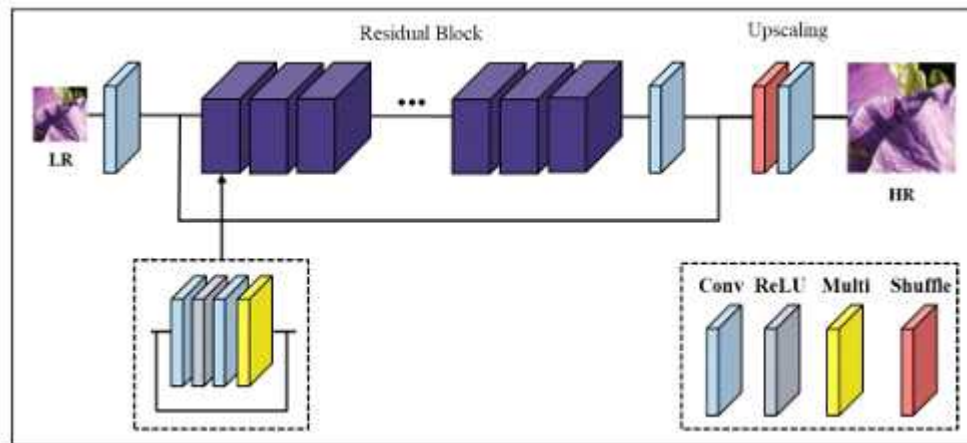 Residual Block
Upscaling
LR
HR
Conv ReLU Multi Shuffle